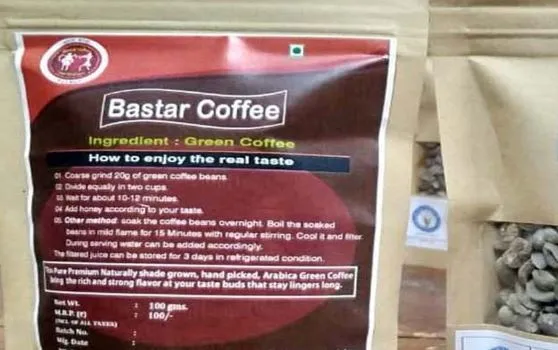 Bastar Coffee
Ingredient : Green Coffee
How to enjoy the real taste
01. Coarse grind 20g of green coffee beans.
02. Divide equally in two cups.
03. Wait for about 10-12 minutes.
04. Add honey according to your taste.
05. Other method: soak the coffee beans overnight. Boil the soaked
beans in mild flame for 15 Minutes with regular stirring. Cool it and filter.
During serving water can be added accordingly.
The filtered juice can be stored for 3 days in refrigerated condition.
Pure Premium Naturally shade grown, hand picked, Arabica Green Coffee
bring the rich and strong flavor at your taste buds that stay lingers long.
Net Wt. : 100 gms.
M.R.P. (₹) : 100/-
(INCL OF ALL TAXES)
Batch No. :
Mfg. Date :